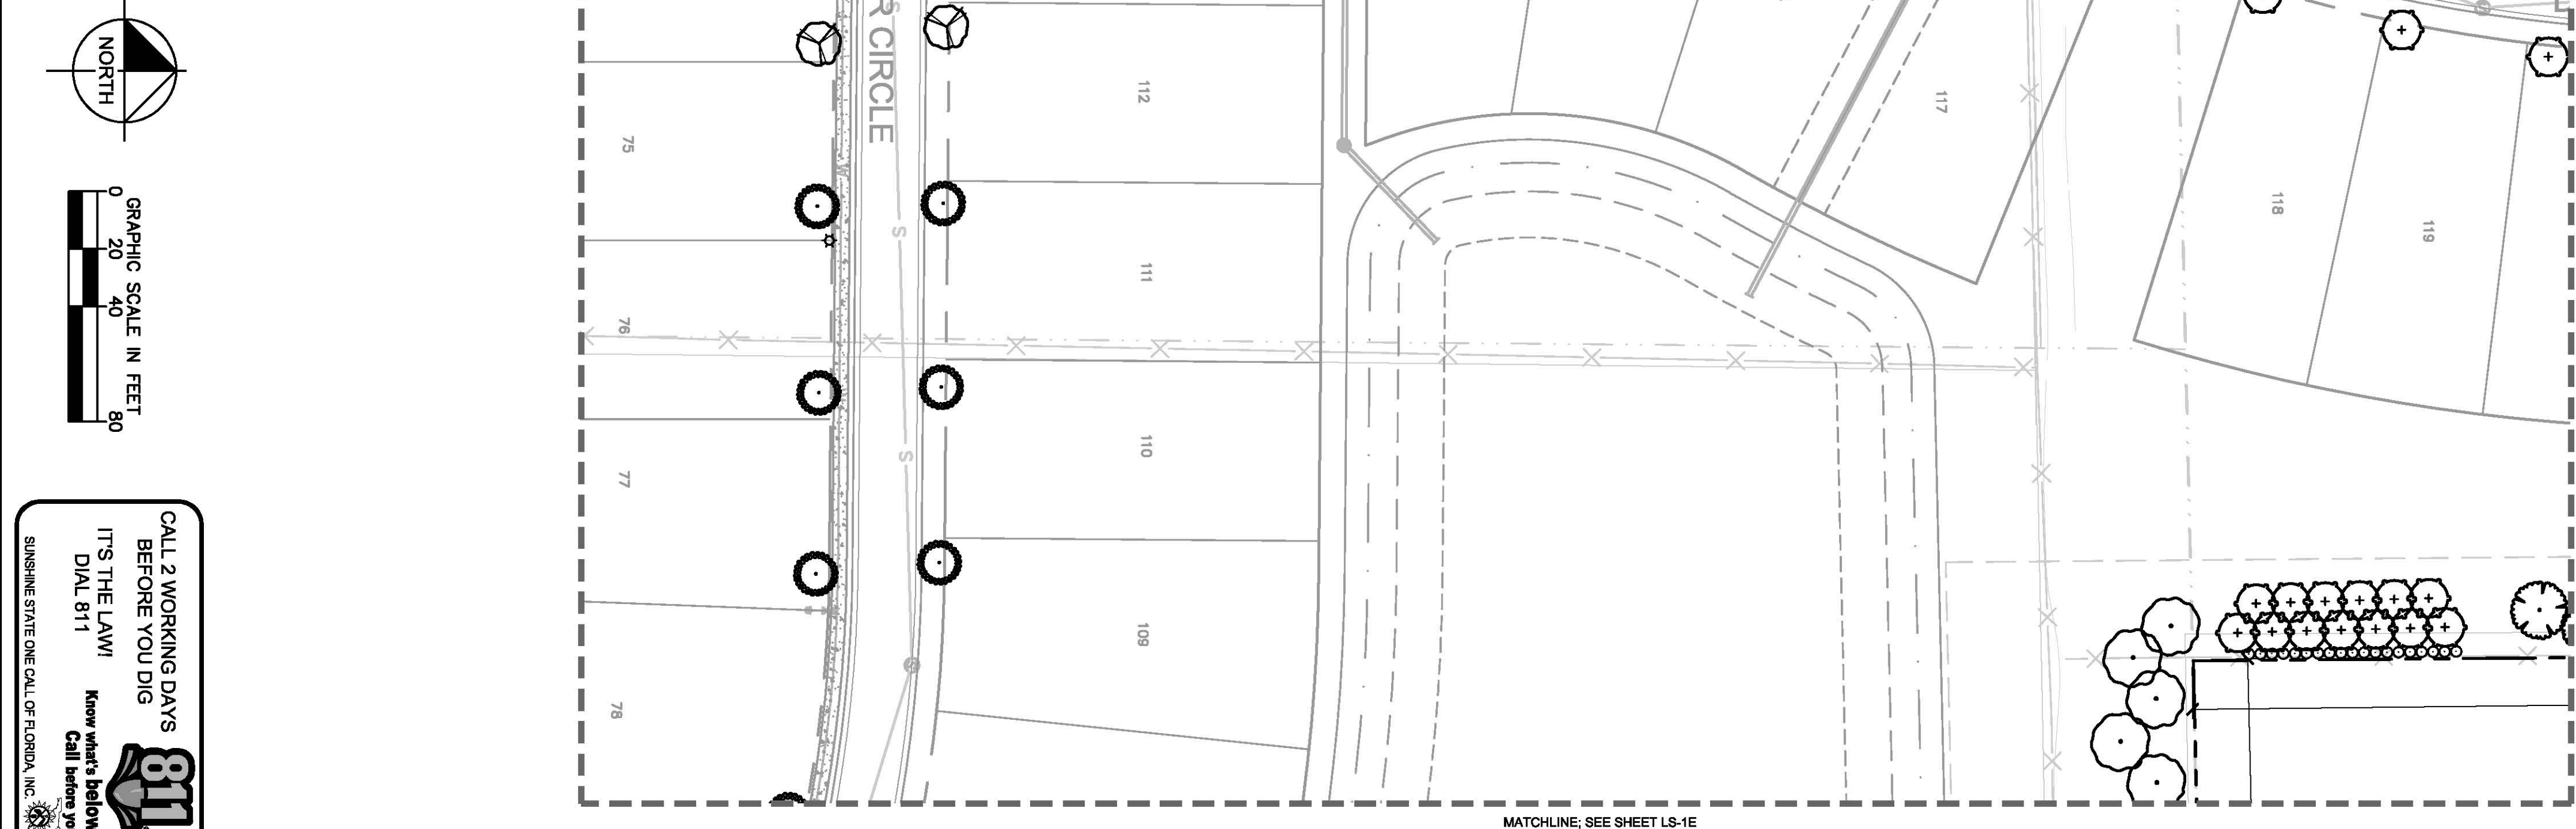 NORTH
GRAPHIC SCALE IN FEET
0 20 40 80
CALL 2 WORKING DAYS
BEFORE YOU DIG
IT'S THE LAW!
DIAL 811
SUNSHINE STATE ONE CALL OF FLORIDA, INC.
811
Know what's below
Call before
R CIRCLE
S
S
S
W
75
76
77
78
112
111
110
109
117
118
119
MATCHLINE; SEE SHEET LS-1E